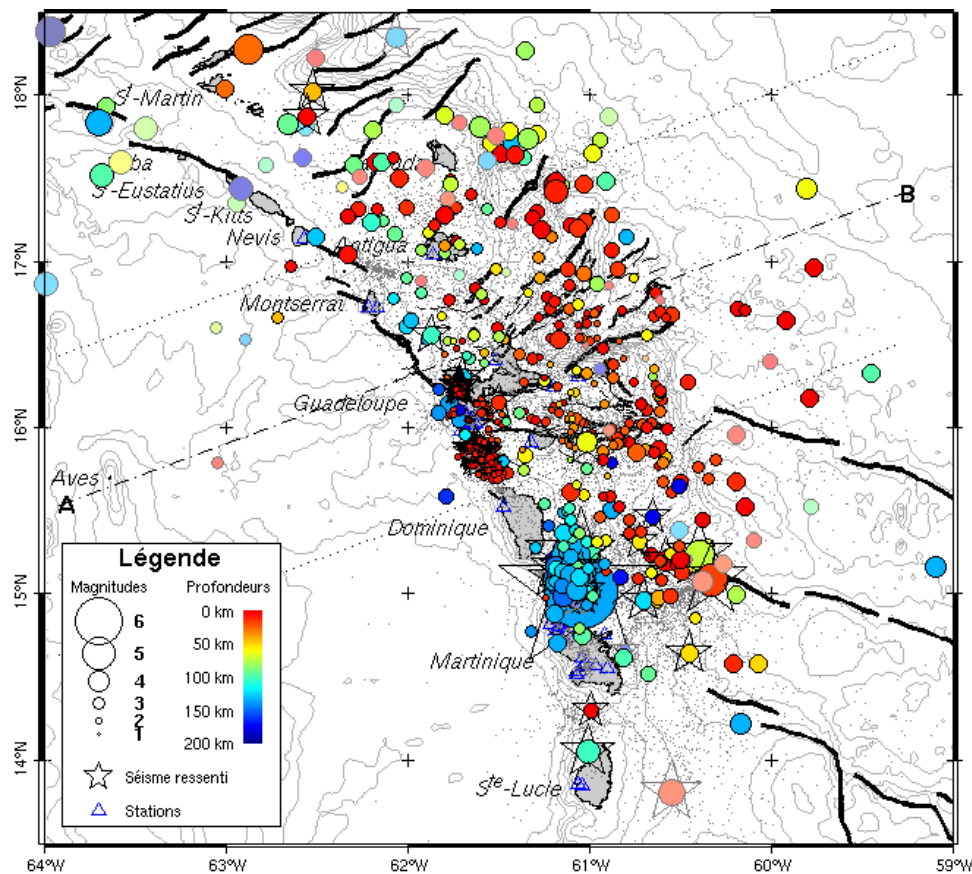 18°N
17°N
16°N
15°N
14°N
64°W
63°W
62°W
61°W
60°W
59°W
Sᵗ-Martin
Sᵗ-Eustatius
Sᵗ-Kitts
Nevis
Antigua
Montserrat
Guadeloupe
Aves
A
B
Dominique
Martinique
Sᵗᵉ-Lucie
Légende
Magnitudes
Profondeurs
6
5
4
3
2
1
0 km
50 km
100 km
150 km
200 km
Séisme ressenti
Stations